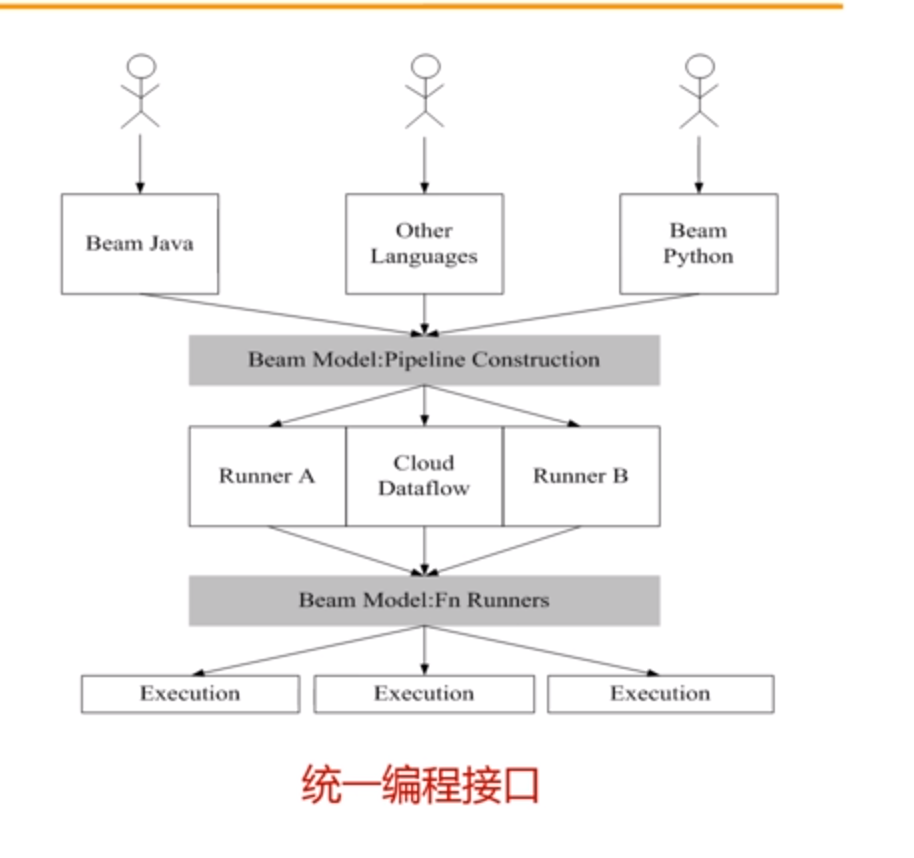 Beam Java
Other
Languages
Beam
Python
Beam Model:Pipeline Construction
Runner A
Cloud
Dataflow
Runner B
Beam Model:Fn Runners
Execution
Execution
Execution
统一编程接口